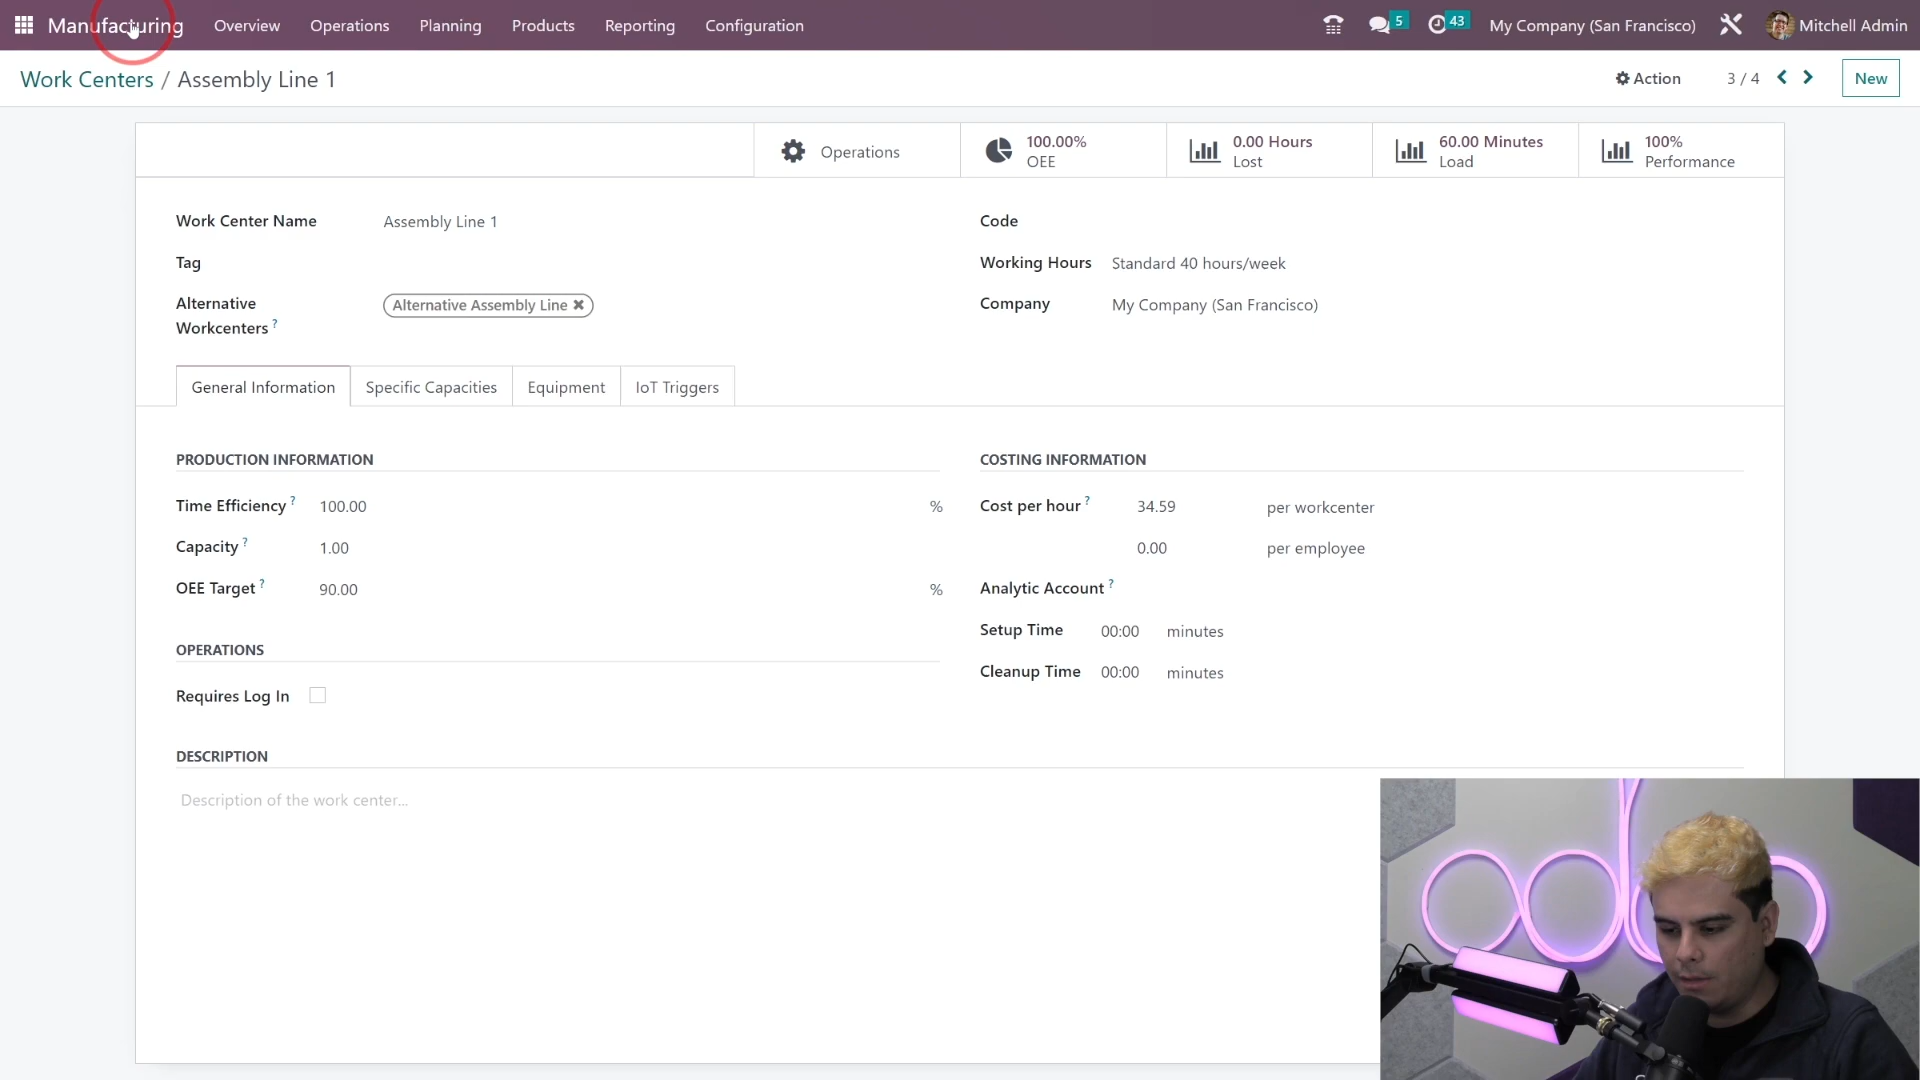 Manufacturing Overview Operations Planning Products Reporting Configuration 5 43 My Company (San Francisco) Mitchell Admin
Work Centers / Assembly Line 1 Action 3 / 4 New
Operations
100.00%
OEE
0.00 Hours
Lost
60.00 Minutes
Load
100%
Performance
Work Center Name Assembly Line 1
Tag
Alternative
Workcenters ?
Alternative Assembly Line ✖
Code
Working Hours Standard 40 hours/week
Company My Company (San Francisco)
General Information Specific Capacities Equipment IoT Triggers
PRODUCTION INFORMATION
Time Efficiency ? 100.00 %
Capacity ? 1.00
OEE Target ? 90.00 %
OPERATIONS
Requires Log In
COSTING INFORMATION
Cost per hour ? 34.59 per workcenter
0.00 per employee
Analytic Account ?
Setup Time 00:00 minutes
Cleanup Time 00:00 minutes
DESCRIPTION
Description of the work center...
odoo